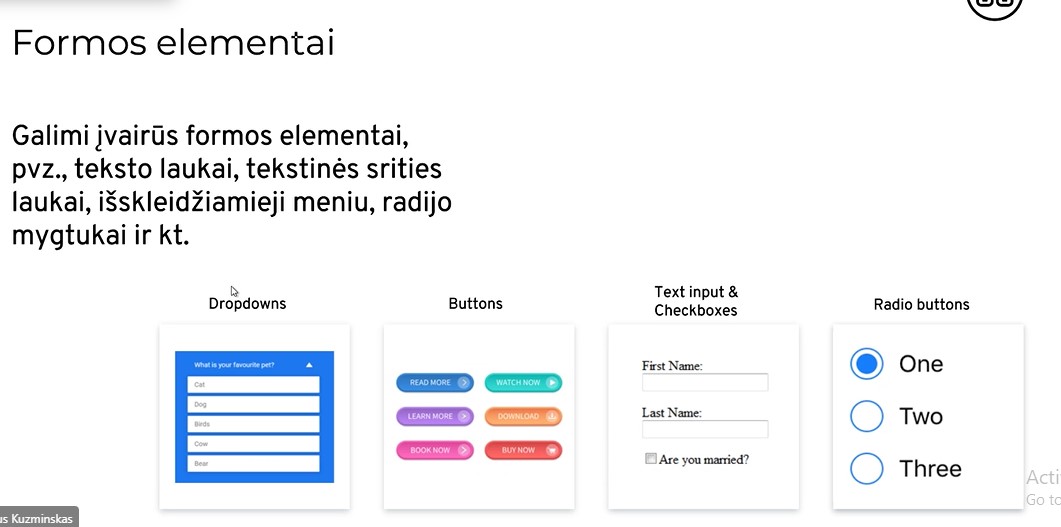 Formos elementai
Galimi įvairūs formos elementai,
pvz., teksto laukai, tekstinės srities
laukai, išskleidžiamieji meniu, radijo
mygtukai ir kt.
Dropdowns
Buttons
Text input &
Checkboxes
Radio buttons
What is your favourite pet?
Cat
Dog
Birds
Cow
Bear
READ MORE
WATCH NOW
LEARN MORE
DOWNLOAD
BOOK NOW
BUY NOW
First Name:
Last Name:
Are you married?
One
Two
Three
Acti
Go to
us Kuzminskas